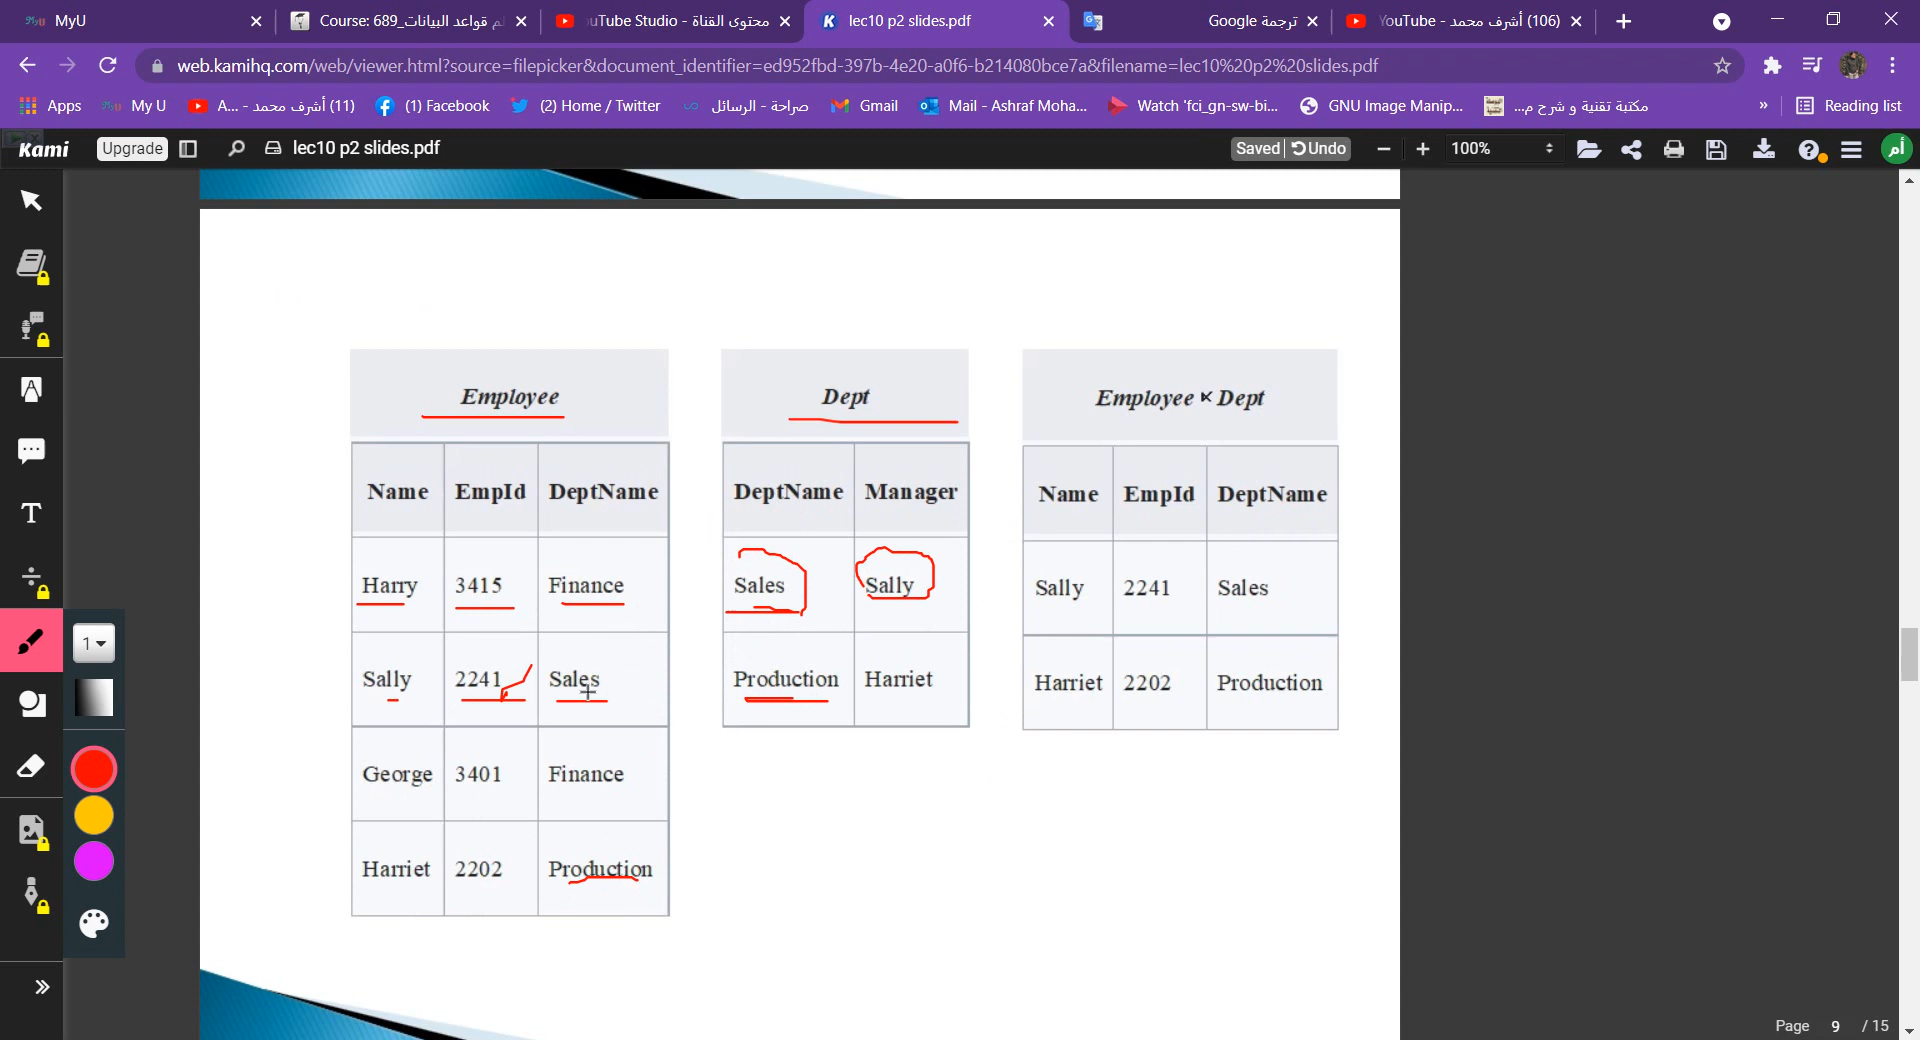 MyU
Course: 689_م قواعد البيانات
uTube Studio - محتوى القناة
lec10 p2 slides.pdf
Google ترجمة
YouTube - أشرف محمد (106)
web.kamihq.com/web/viewer.html?source=filepicker&document_identifier=ed952fbd-397b-4e20-a0f6-b214080bce7a&filename=lec10%20p2%20slides.pdf
Apps
My U
A... - أشرف محمد (11)
(1) Facebook
(2) Home / Twitter
صراحة - الرسائل
Gmail
Mail - Ashraf Moha...
Watch 'fci_gn-sw-bi...
GNU Image Manip...
مكتبة تقنية و شرح م...
»
Reading list
Kami
Upgrade
lec10 p2 slides.pdf
Saved
Undo
100%
أم
Employee
Name EmpId DeptName
Harry 3415 Finance
Sally 2241 Sales
George 3401 Finance
Harriet 2202 Production
Dept
DeptName Manager
Sales Sally
Production Harriet
Employee ⋉ Dept
Name EmpId DeptName
Sally 2241 Sales
Harriet 2202 Production
1
Page 9 / 15